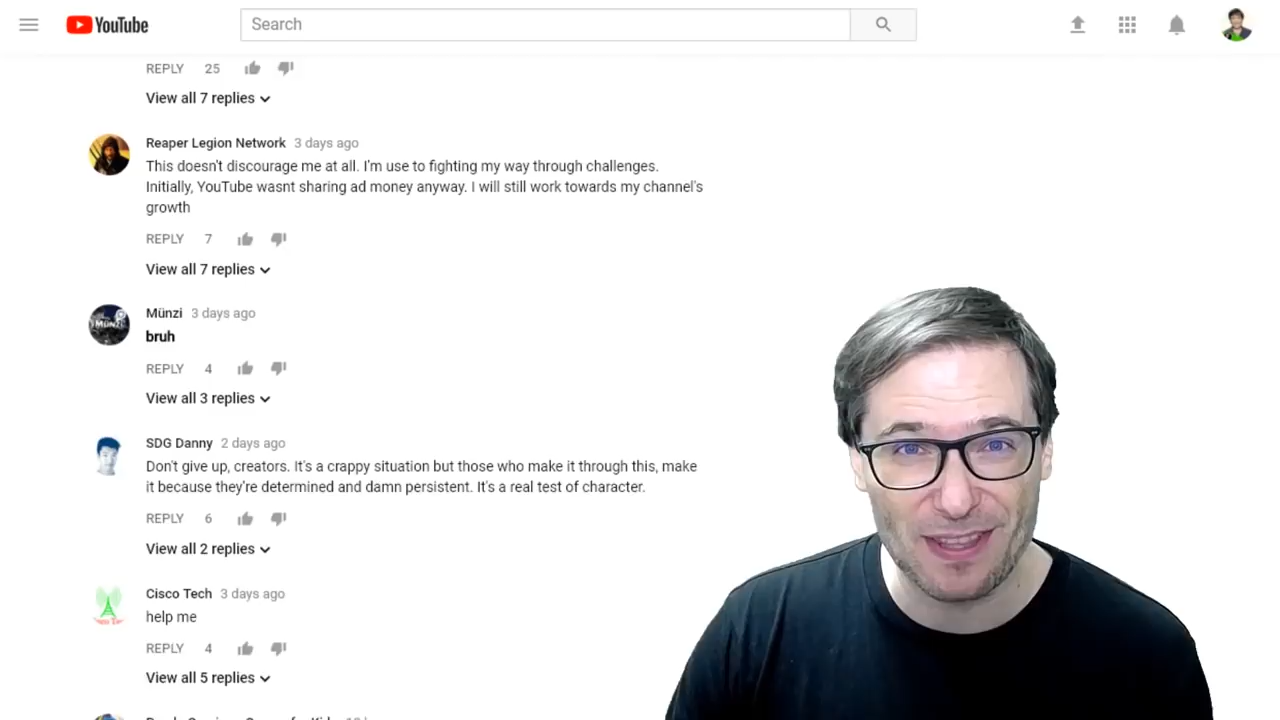 YouTube
Search
REPLY 25
View all 7 replies
Reaper Legion Network 3 days ago
This doesn't discourage me at all. I'm use to fighting my way through challenges.
Initially, YouTube wasnt sharing ad money anyway. I will still work towards my channel's
growth
REPLY 7
View all 7 replies
Münzi 3 days ago
bruh
REPLY 4
View all 3 replies
SDG Danny 2 days ago
Don't give up, creators. It's a crappy situation but those who make it through this, make
it because they're determined and damn persistent. It's a real test of character.
REPLY 6
View all 2 replies
Cisco Tech 3 days ago
help me
REPLY 4
View all 5 replies